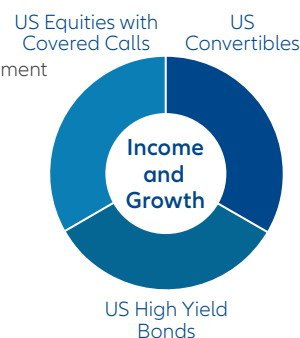 US Equities with
Covered Calls
US
Convertibles
ment
Income
and
Growth
US High Yield
Bonds